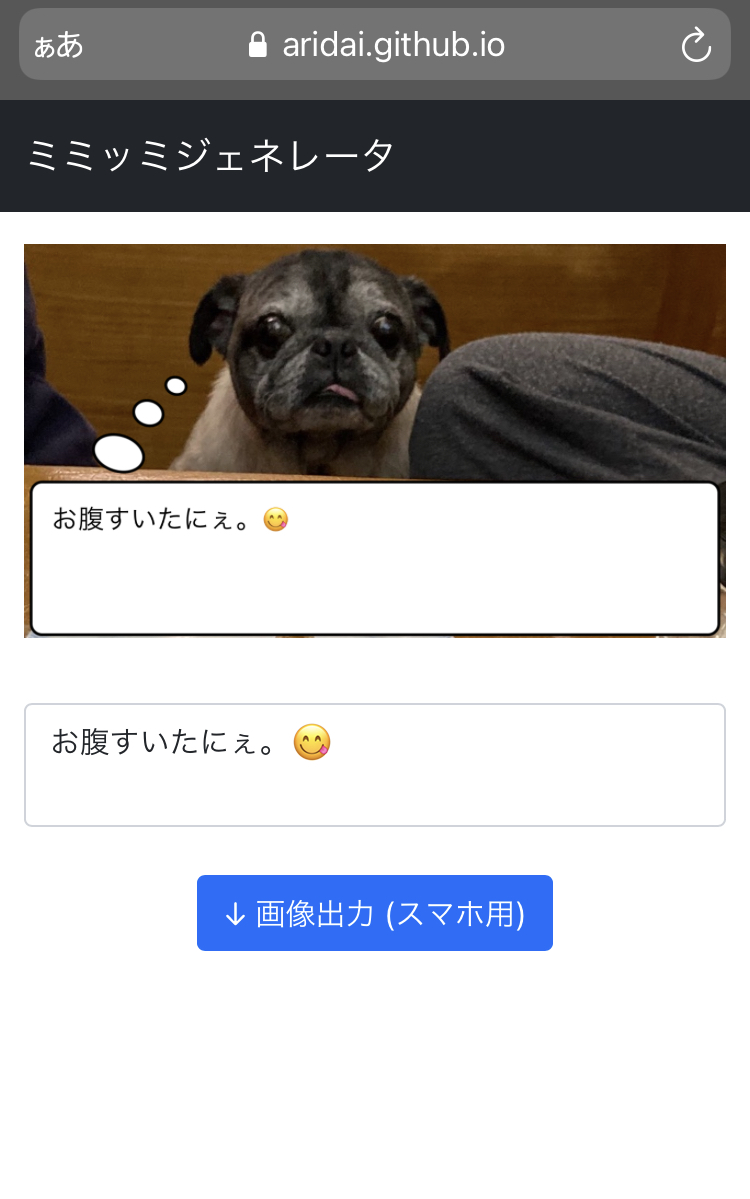 ぁあ aridai.github.io
ミミッミジェネレータ
お腹すいたにぇ。😋
お腹すいたにぇ。😋
↓ 画像出力 (スマホ用)